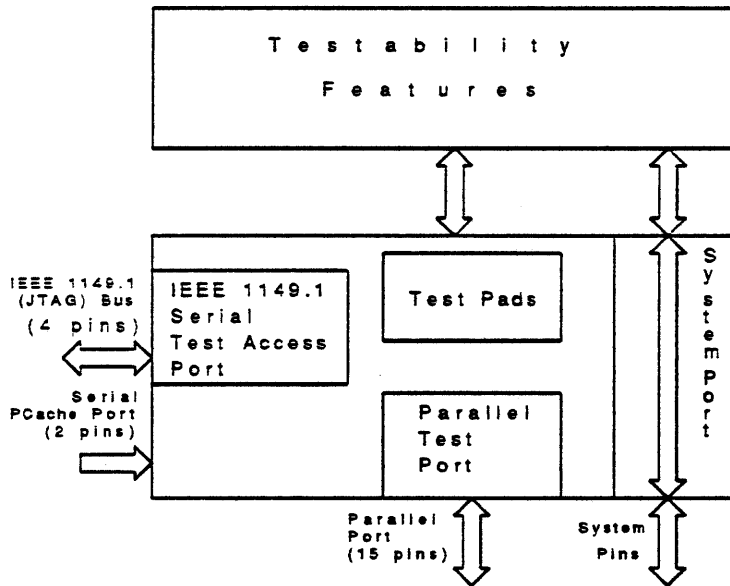 Testability
Features
IEEE 1149.1
(JTAG) Bus
(4 pins)
IEEE 1149.1
Serial
Test Access
Port
Test Pads
System Port
Serial
PCache Port
(2 pins)
Parallel
Test
Port
Parallel
Port
(15 pins)
System
Pins